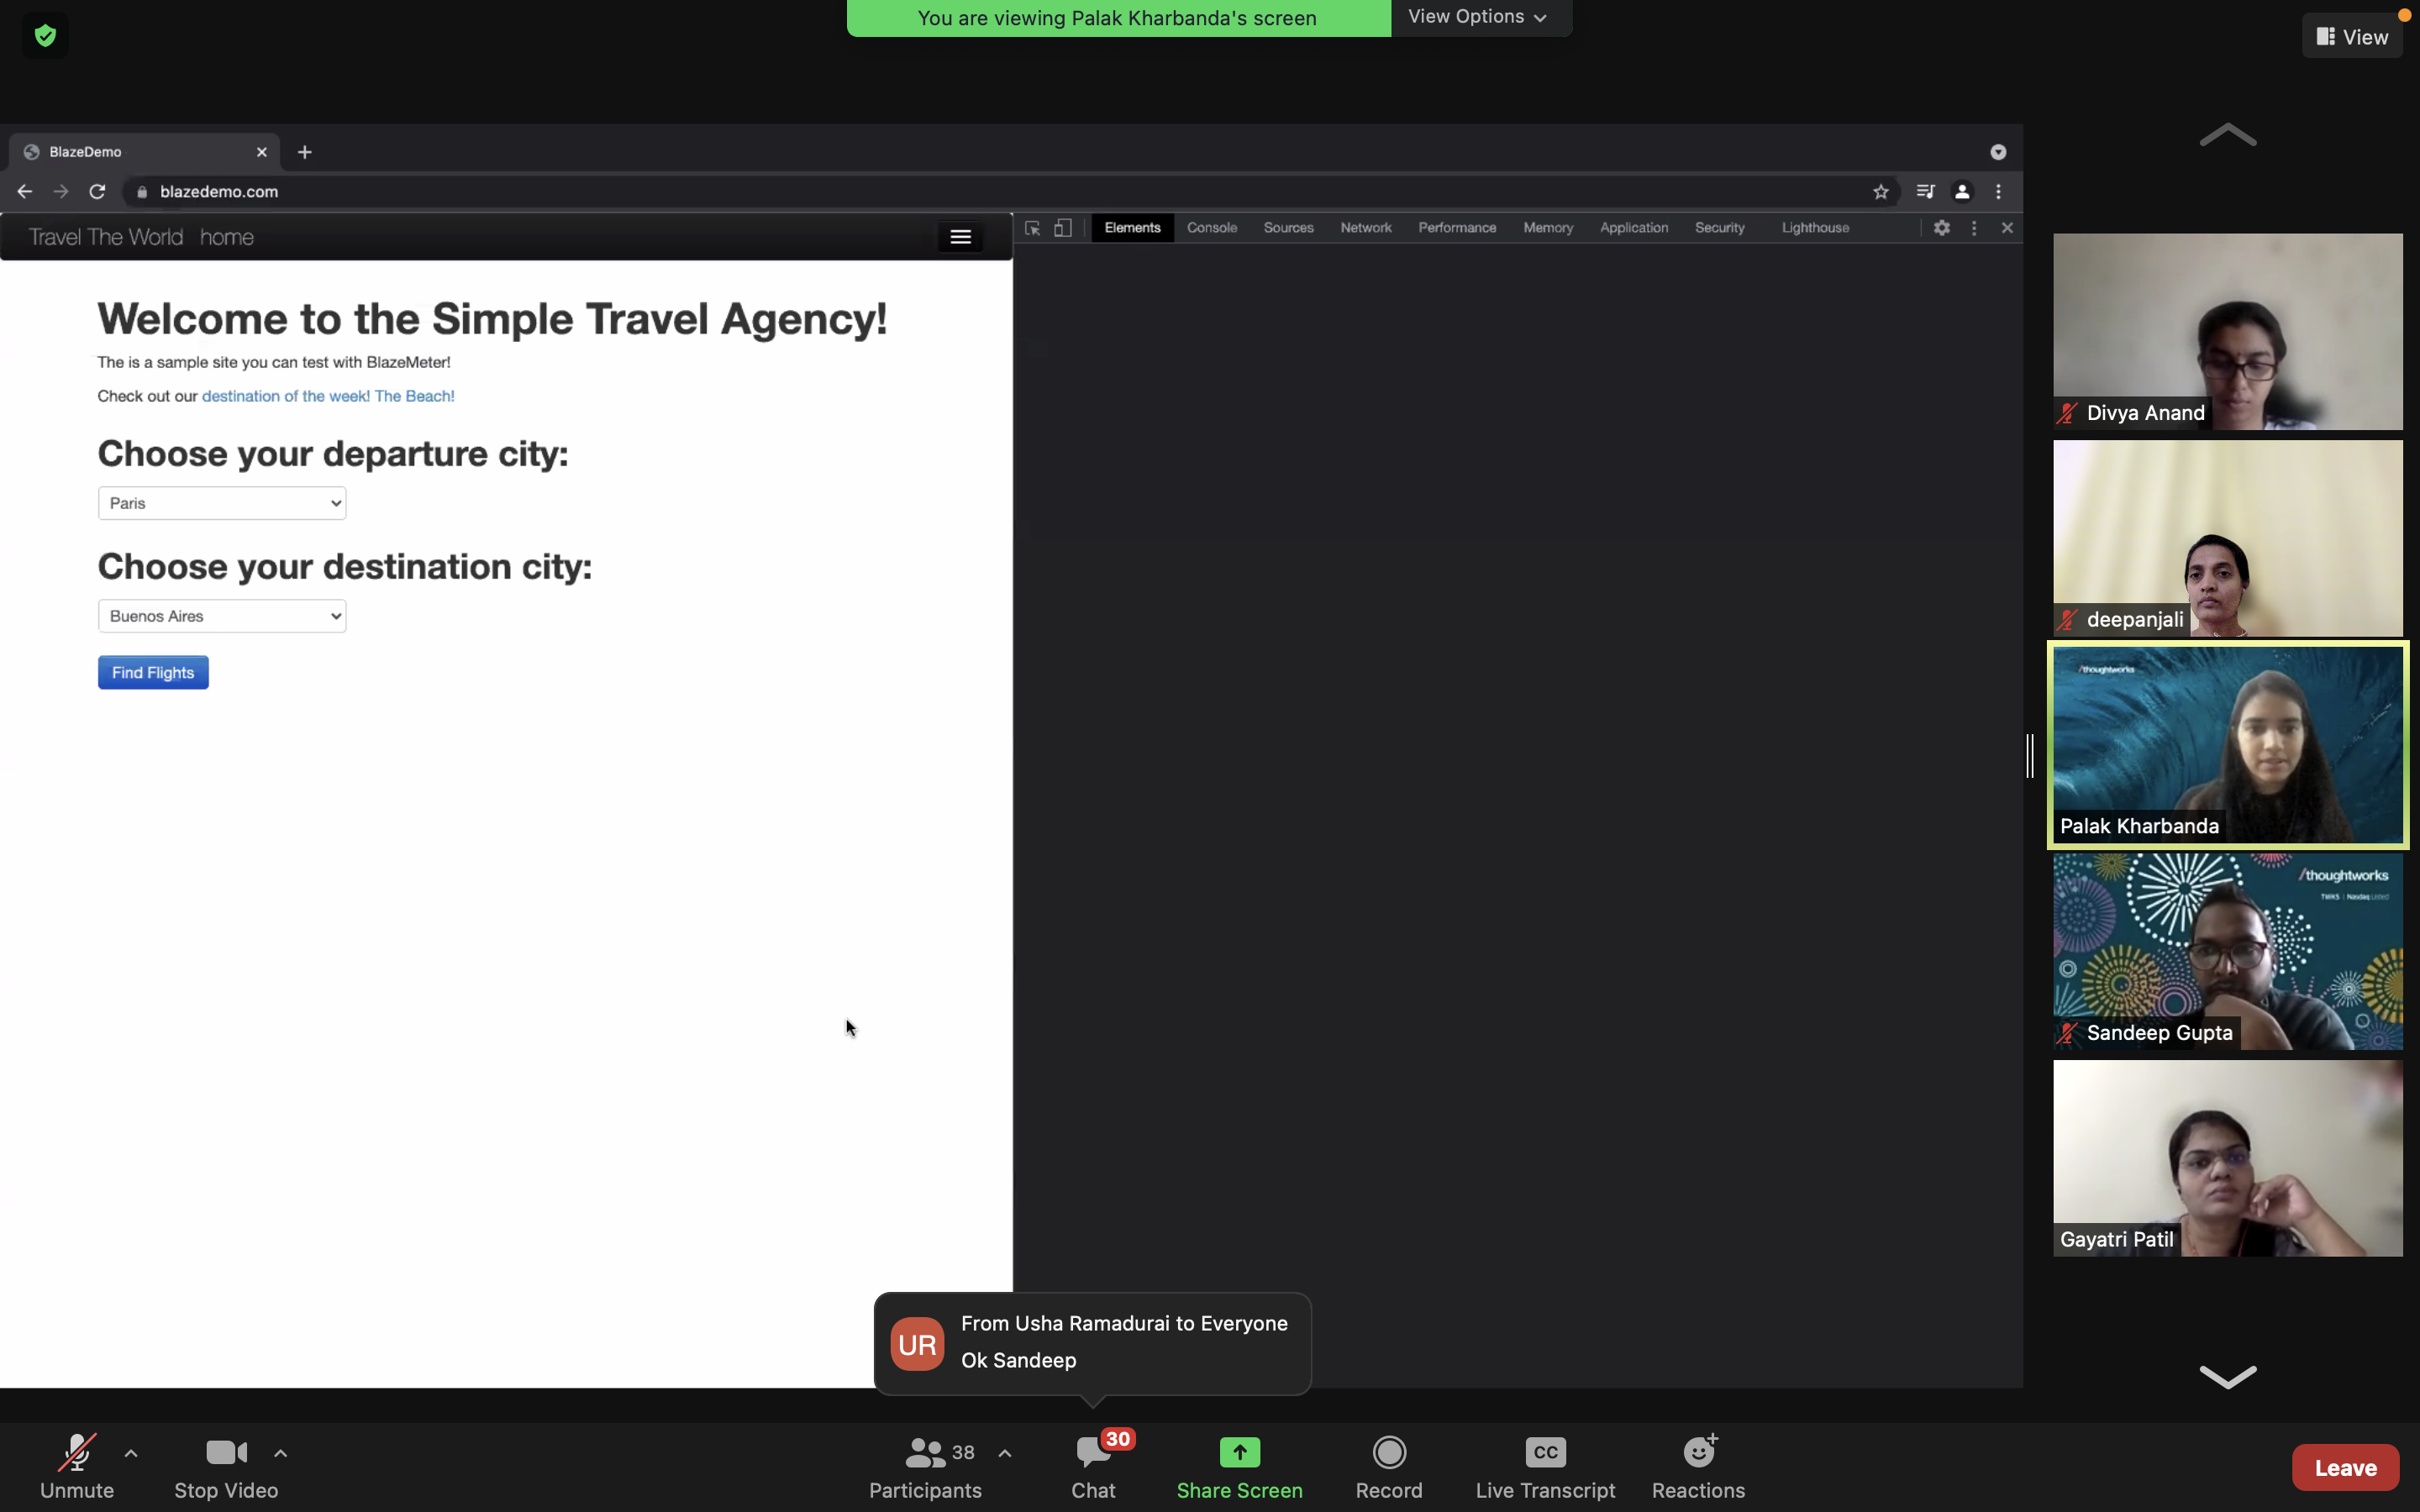 You are viewing Palak Kharbanda's screen
View Options
View
BlazeDemo
blazedemo.com
Travel The World home
Elements Console Sources Network Performance Memory Application Security Lighthouse
Welcome to the Simple Travel Agency!
The is a sample site you can test with BlazeMeter!
Check out our destination of the week! The Beach!
Choose your departure city:
Paris
Choose your destination city:
Buenos Aires
Find Flights
Divya Anand
deepanjali
/thoughtworks
Palak Kharbanda
/thoughtworks
TWKS | Nasdaq Listed
Sandeep Gupta
Gayatri Patil
UR
From Usha Ramadurai to Everyone
Ok Sandeep
Unmute
Stop Video
38
Participants
30
Chat
Share Screen
Record
CC
Live Transcript
Reactions
Leave